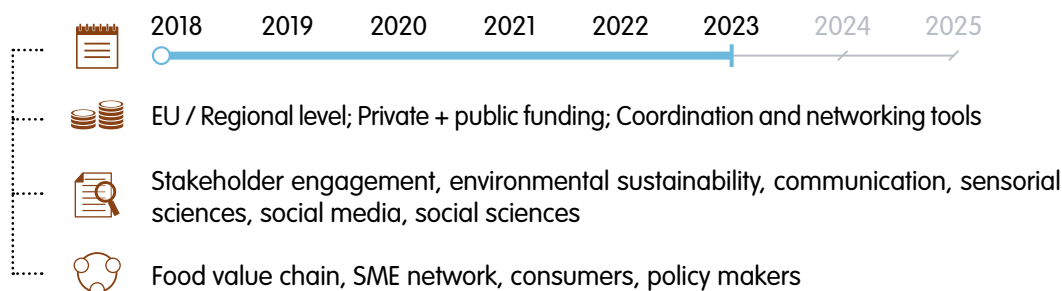 2018 2019 2020 2021 2022 2023 2024 2025
EU / Regional level; Private + public funding; Coordination and networking tools
Stakeholder engagement, environmental sustainability, communication, sensorial
sciences, social media, social sciences
Food value chain, SME network, consumers, policy makers